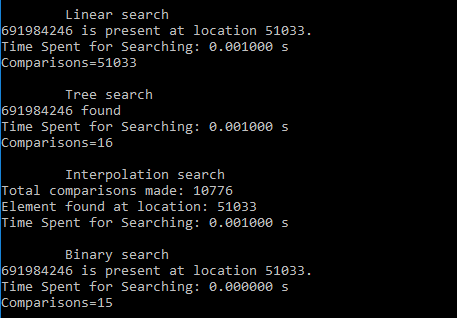 Linear search
691984246 is present at location 51033.
Time Spent for Searching: 0.001000 s
Comparisons=51033
Tree search
691984246 found
Time Spent for Searching: 0.001000 s
Comparisons=16
Interpolation search
Total comparisons made: 10776
Element found at location: 51033
Time Spent for Searching: 0.001000 s
Binary search
691984246 is present at location 51033.
Time Spent for Searching: 0.000000 s
Comparisons=15